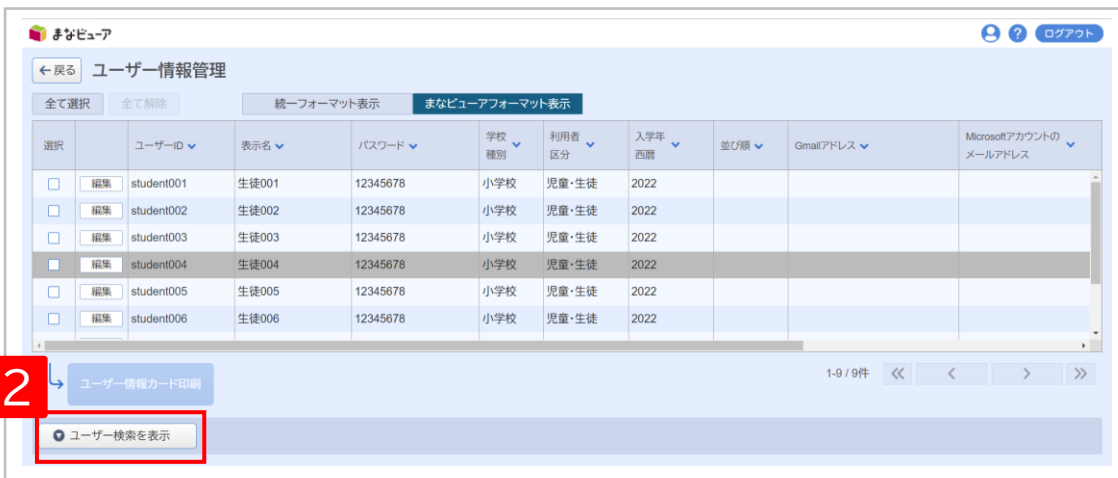 まなビューア ? ログアウト
←戻る ユーザー情報管理
全て選択 全て解除 統一フォーマット表示 まなビューアフォーマット表示
選択 ユーザーID 表示名 パスワード 学校種別 利用者区分 入学年西暦 並び順 Gmailアドレス Microsoftアカウントのメールアドレス
編集 student001 生徒001 12345678 小学校 児童・生徒 2022
編集 student002 生徒002 12345678 小学校 児童・生徒 2022
編集 student003 生徒003 12345678 小学校 児童・生徒 2022
編集 student004 生徒004 12345678 小学校 児童・生徒 2022
編集 student005 生徒005 12345678 小学校 児童・生徒 2022
編集 student006 生徒006 12345678 小学校 児童・生徒 2022
ユーザー情報カード印刷 1-9 / 9件
2
ユーザー検索を表示